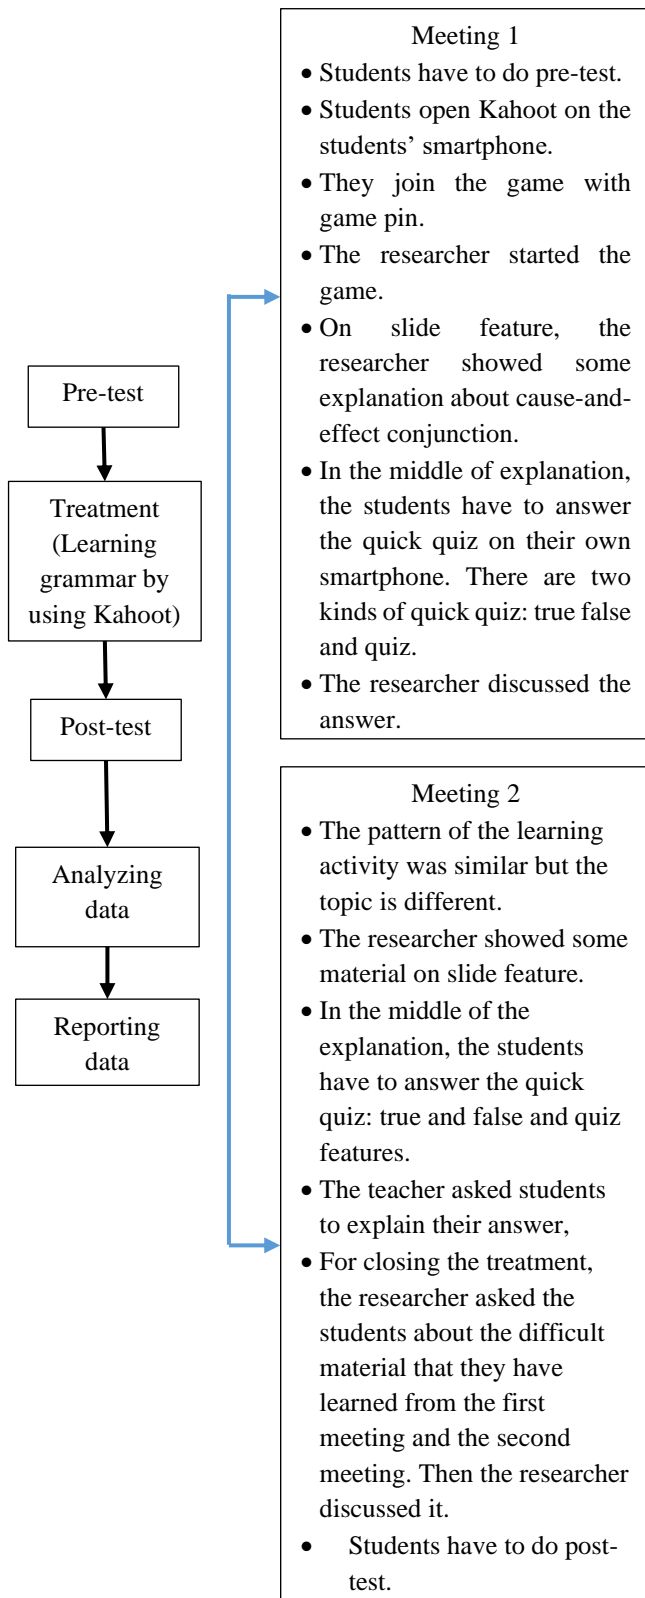 Pre-test
Treatment
(Learning
grammar by
using Kahoot)
Post-test
Analyzing
data
Reporting
data
Meeting 1
• Students have to do pre-test.
• Students open Kahoot on the
students’ smartphone.
• They join the game with
game pin.
• The researcher started the
game.
• On slide feature, the
researcher showed some
explanation about cause-and-
effect conjunction.
• In the middle of explanation,
the students have to answer
the quick quiz on their own
smartphone. There are two
kinds of quick quiz: true false
and quiz.
• The researcher discussed the
answer.
Meeting 2
• The pattern of the learning
activity was similar but the
topic is different.
• The researcher showed some
material on slide feature.
• In the middle of the
explanation, the students
have to answer the quick
quiz: true and false and quiz
features.
• The teacher asked students
to explain their answer,
• For closing the treatment,
the researcher asked the
students about the difficult
material that they have
learned from the first
meeting and the second
meeting. Then the researcher
discussed it.
• Students have to do post-
test.